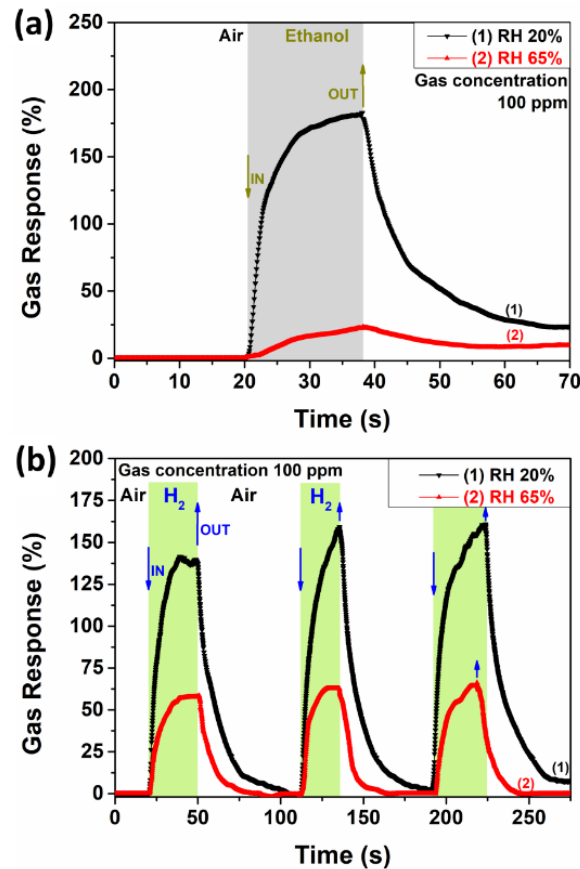 (a)
250
200
150
100
50
0
Gas Response (%)
Air
Ethanol
(1) RH 20%
(2) RH 65%
Gas concentration
100 ppm
OUT
IN
(1)
(2)
0 10 20 30 40 50 60 70
Time (s)
(b)
200
175
150
125
100
75
50
25
0
Gas Response (%)
Gas concentration 100 ppm
Air H₂ Air H₂
(1) RH 20%
(2) RH 65%
OUT
IN
(1)
(2)
0 50 100 150 200 250
Time (s)